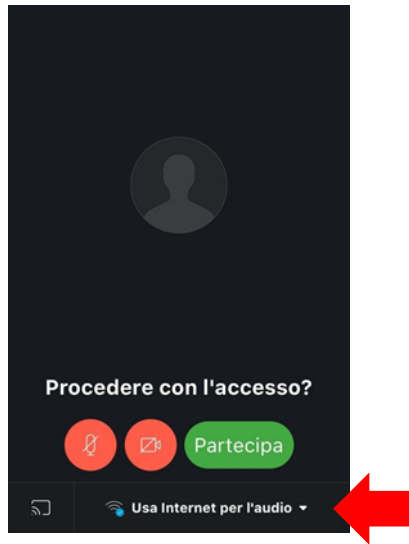 Procedere con l'accesso?
Partecipa
Usa Internet per l'audio